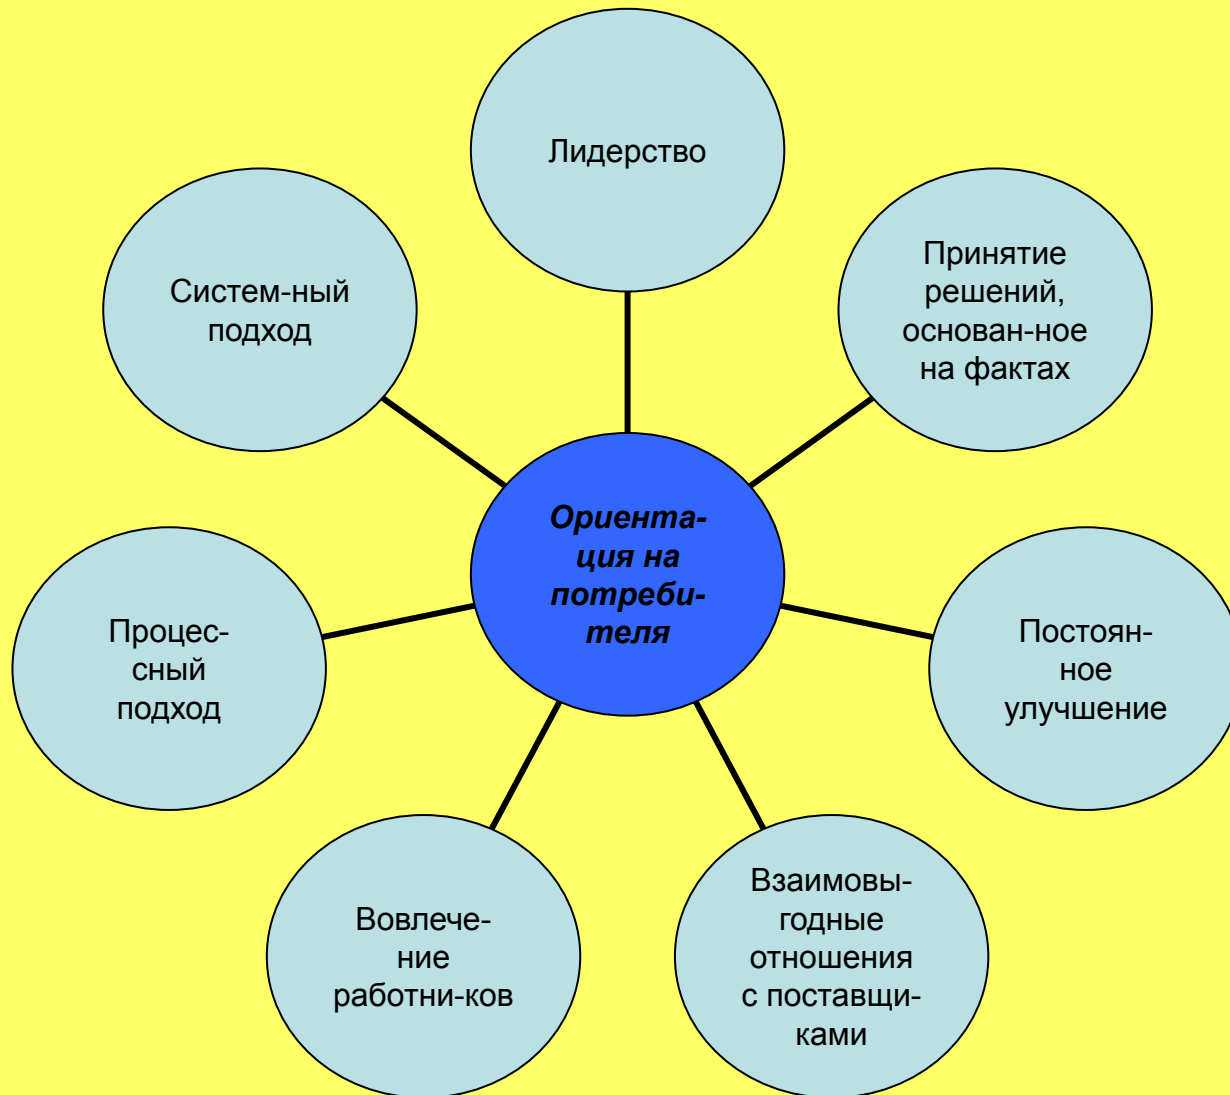 Лидерство
Принятие
решений,
основан-ное
на фактах
Систем-ный
подход
Ориента-
ция на
потреби-
теля
Процес-
сный
подход
Постоян-
ное
улучшение
Вовлече-
ние
работни-ков
Взаимовы-
годные
отношения
с поставщи-
ками